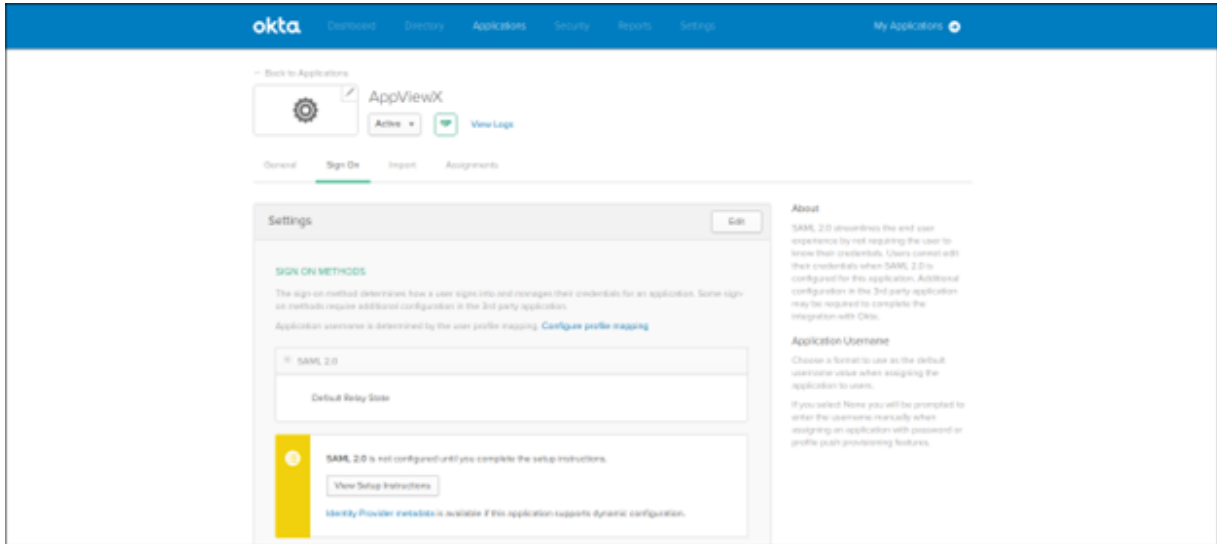 okta Dashboard Directory Applications Security Reports Settings My Applications
← Back to Applications
AppViewX
Active View Logs
General Sign On Import Assignments
Settings Edit
SIGN ON METHODS
The sign-on method determines how a user signs into and manages their credentials for an application. Some sign-
on methods require additional configuration in the 3rd party application.
Application username is determined by the user profile mapping. Configure profile mapping
SAML 2.0
Default Relay State
SAML 2.0 is not configured until you complete the setup instructions.
View Setup Instructions
Identity Provider metadata is available if this application supports dynamic configuration.
About
SAML 2.0 streamlines the end user
experience by not requiring the user to
know their credentials. Users cannot edit
their credentials when SAML 2.0 is
configured for this application. Additional
configuration in the 3rd party application
may be required to complete the
integration with Okta.
Application Username
Choose a format to use as the default
username value when assigning the
application to users.
If you select None you will be prompted to
enter the username manually when
assigning an application with password or
profile push provisioning features.